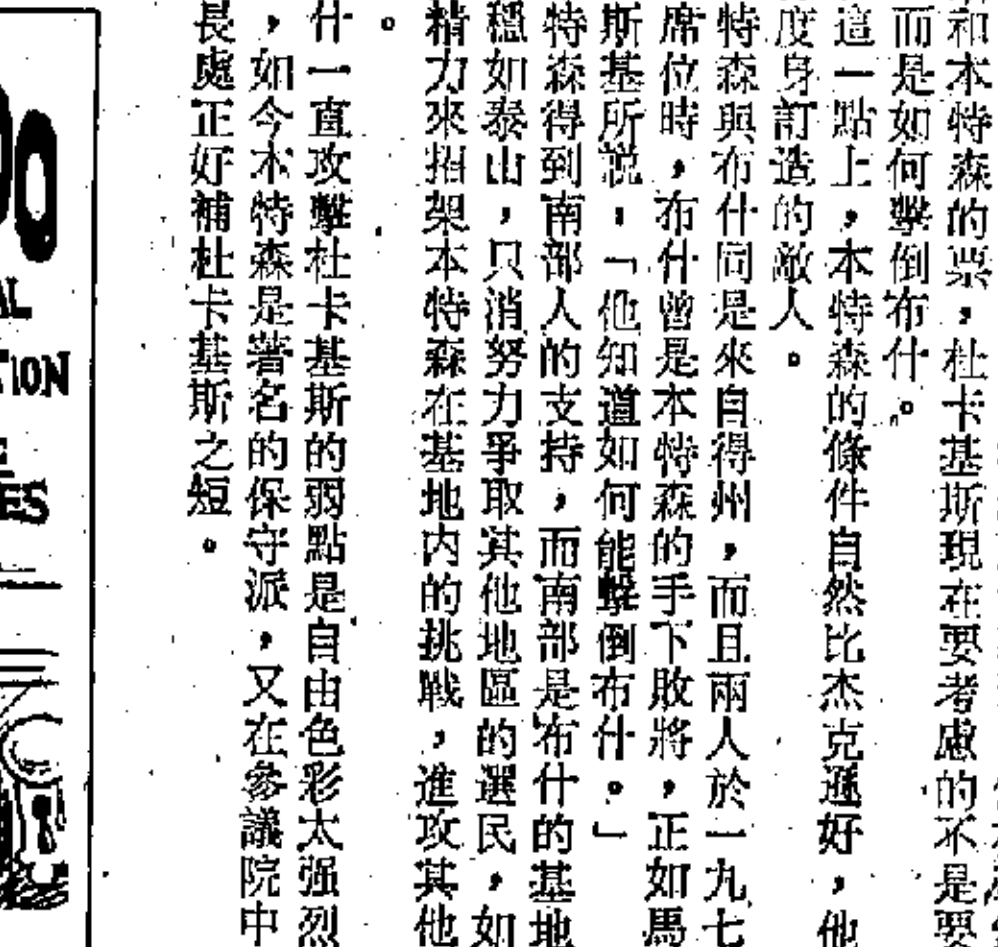 和本特森的票，杜卡基斯現在要考慮的不是要
而是如何擊倒布什。
這一點上，本特森的條件自然比杰克遜好，他
度身訂造的敵人。
特森與布什同是來自得州，而且兩人於一九七
席位時，布什曾是本特森的手下敗將，正如馬
斯基所説，「他知道如何能擊倒布什。」
特森得到南部人的支持，而南部是布什的基地
穩如泰山，只消努力爭取其他地區的選民，如
精力來招架本特森在基地内的挑戰，進攻其他
。
什一直攻擊杜卡基斯的弱點是自由色彩太强烈
，如今本特森是著名的保守派，又在參議院中
長處正好補杜卡基斯之短。
AL
TION
ES